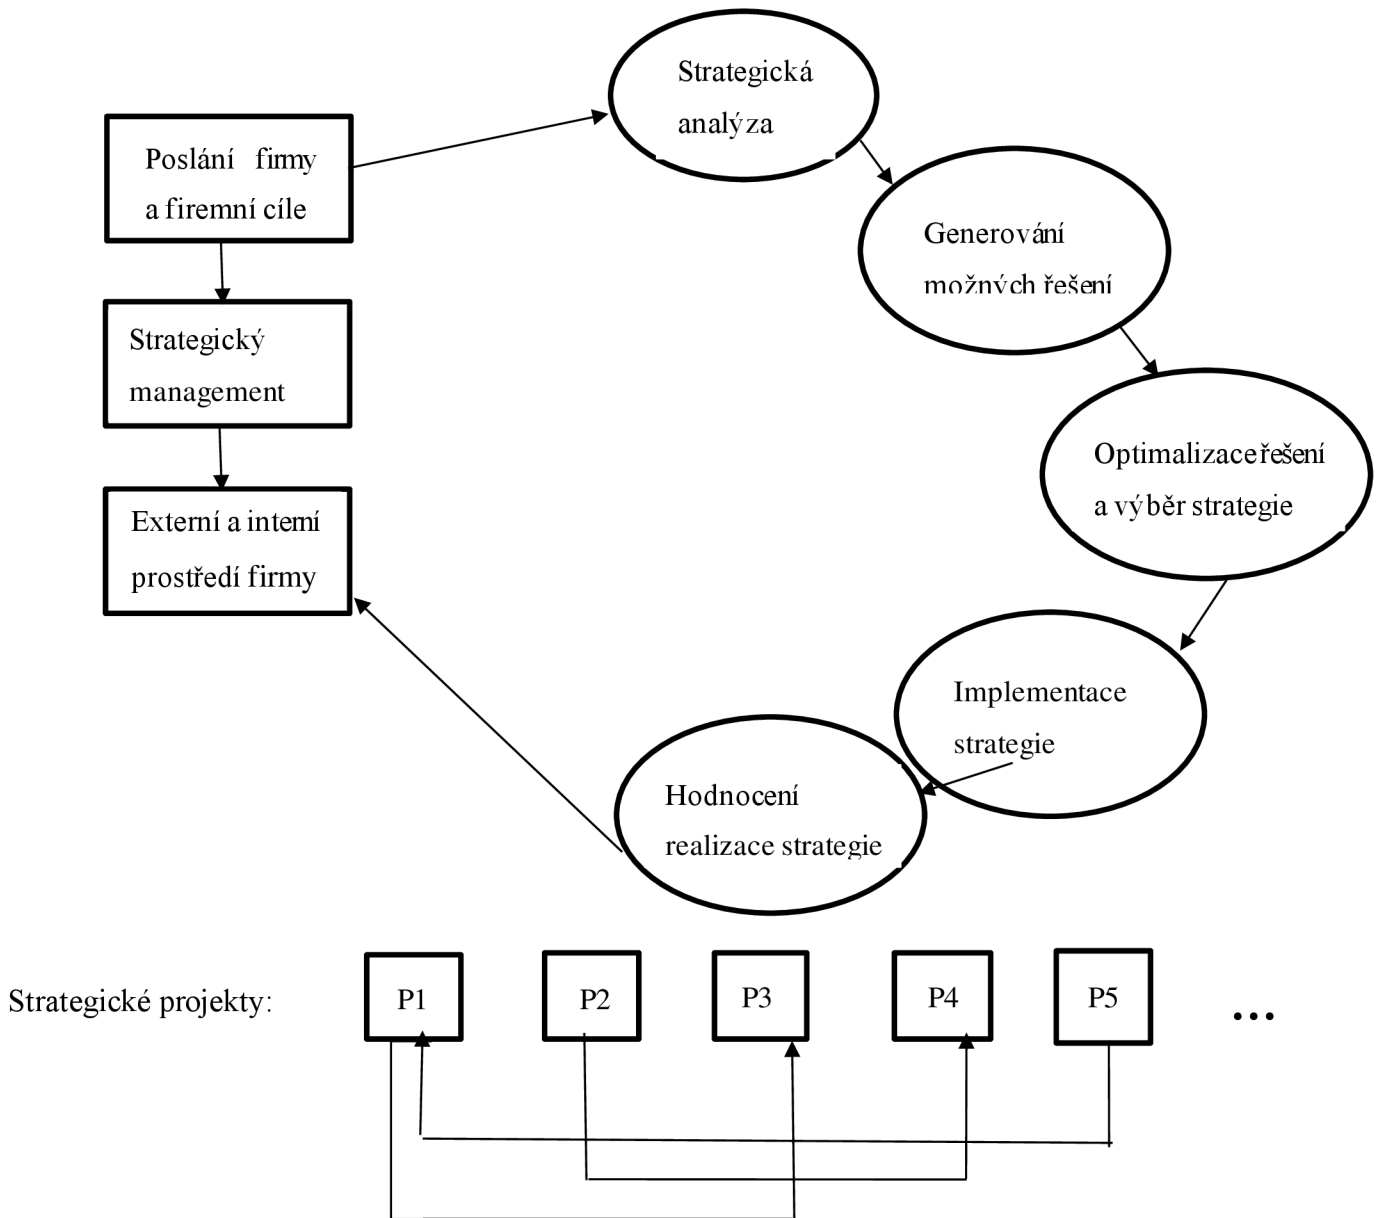 Strategická
analýza
Poslání firmy
a firemní cíle
Generování
možných řešení
Strategický
management
Optimalizace řešení
a výběr strategie
Externí a interní
prostředí firmy
Implementace
strategie
Hodnocení
realizace strategie
Strategické projekty:
P1
P2
P3
P4
P5
...